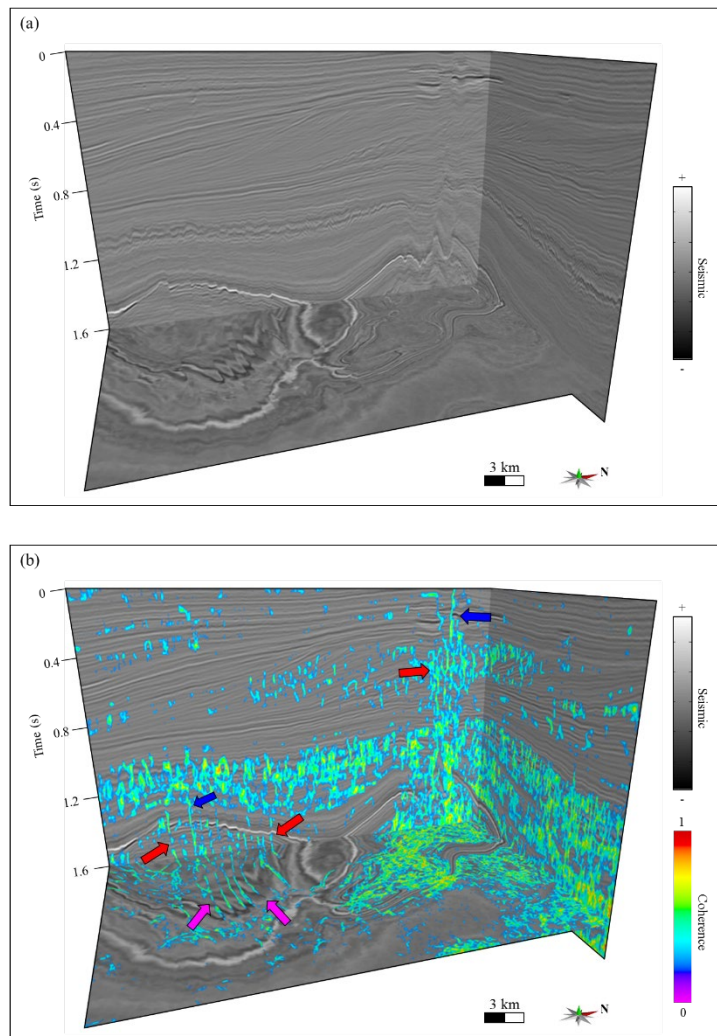 (a)
0
0.4
0.8
1.2
1.6
Time (s)
+
Seismic
-
3 km
N
(b)
0
0.4
0.8
1.2
1.6
Time (s)
+
Seismic
-
1
Coherence
0
3 km
N